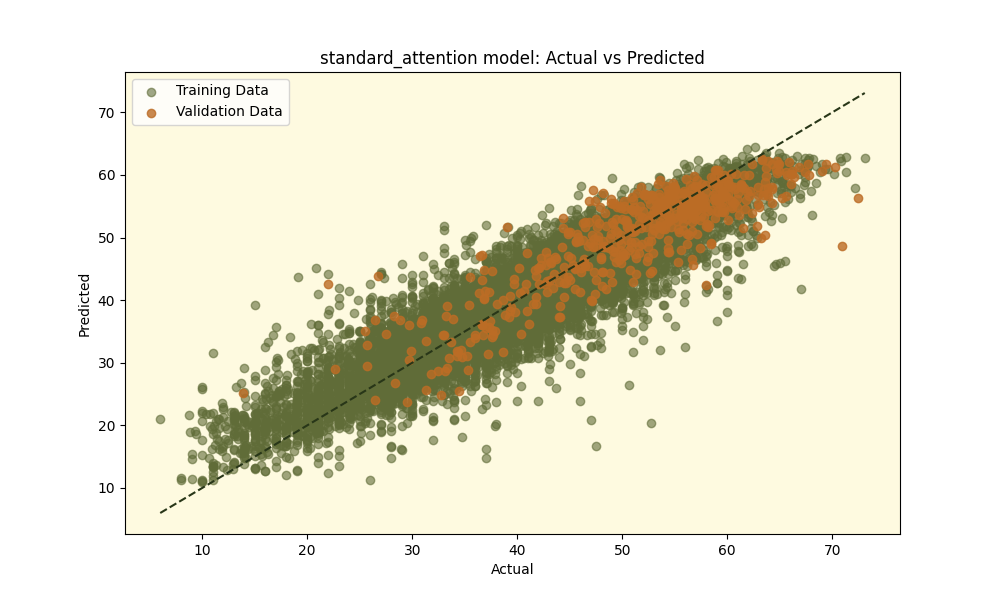 standard_attention model: Actual vs Predicted
Training Data
Validation Data
70
60
50
40
30
20
10
Predicted
10 20 30 40 50 60 70
Actual